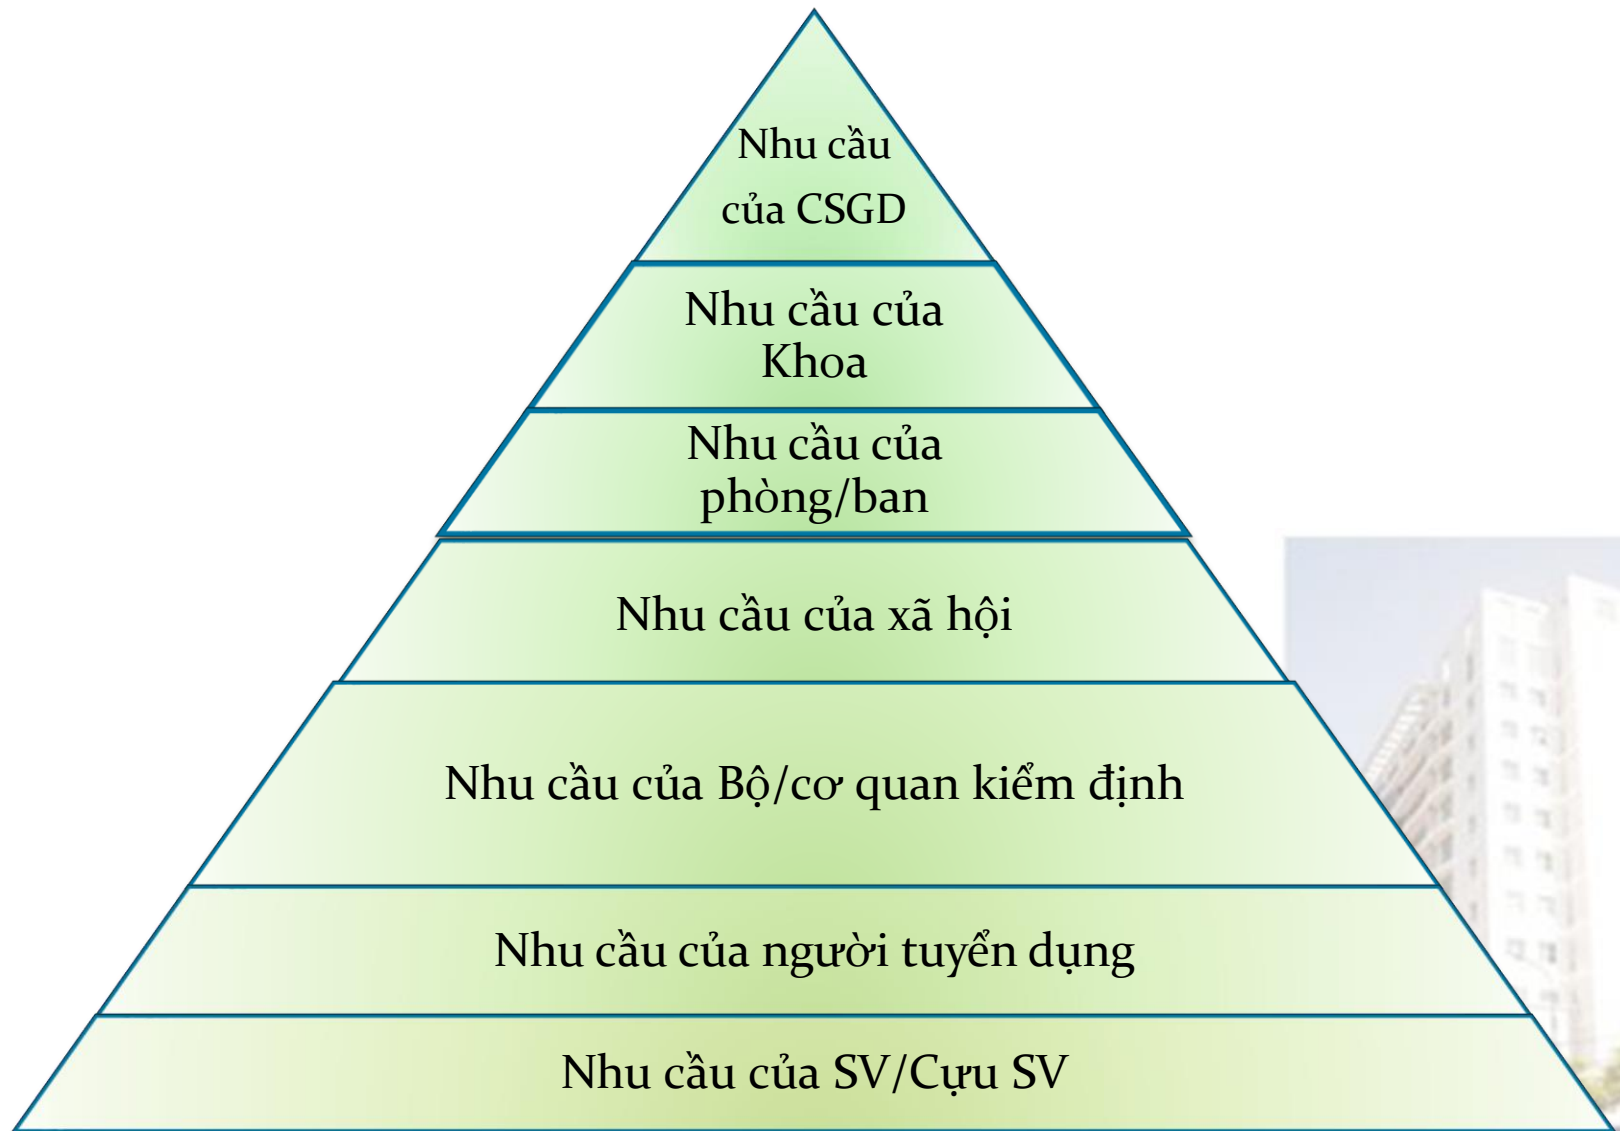 Nhu cầu
của CSGD
Nhu cầu của
Khoa
Nhu cầu của
phòng/ban
Nhu cầu của xã hội
Nhu cầu của Bộ/cơ quan kiểm định
Nhu cầu của người tuyển dụng
Nhu cầu của SV/Cựu SV